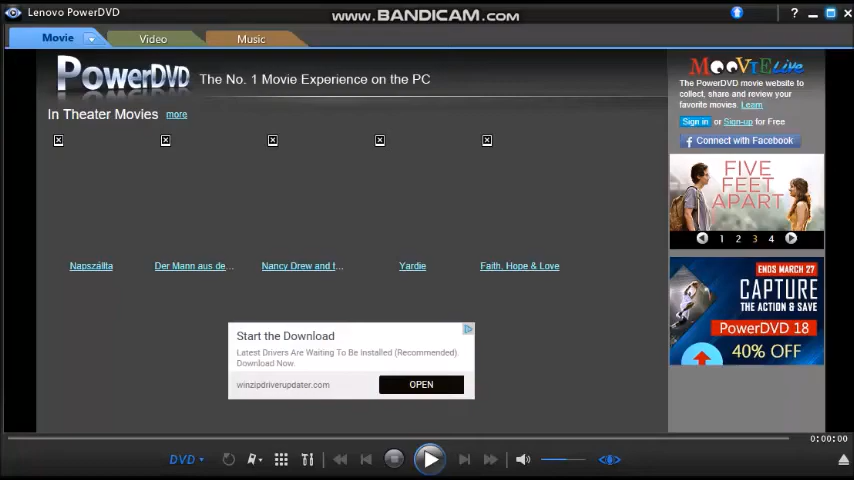 Lenovo PowerDVD
www.BANDICAM.com
?
Movie
Video
Music
PowerDVD
The No. 1 Movie Experience on the PC
In Theater Movies more
Napszállta
Der Mann aus de...
Nancy Drew and t...
Yardie
Faith, Hope & Love
Start the Download
Latest Drivers Are Waiting To Be Installed (Recommended).
Download Now.
winzipdriverupdater.com
OPEN
MOOVIE Live
The PowerDVD movie website to
collect, share and review your
favorite movies. Learn
Sign in or Sign-up for Free
f Connect with Facebook
FIVE
FEET
APART
1 2 3 4
ENDS MARCH 27
CAPTURE
THE ACTION & SAVE
PowerDVD 18
40% OFF
0:00:00
DVD